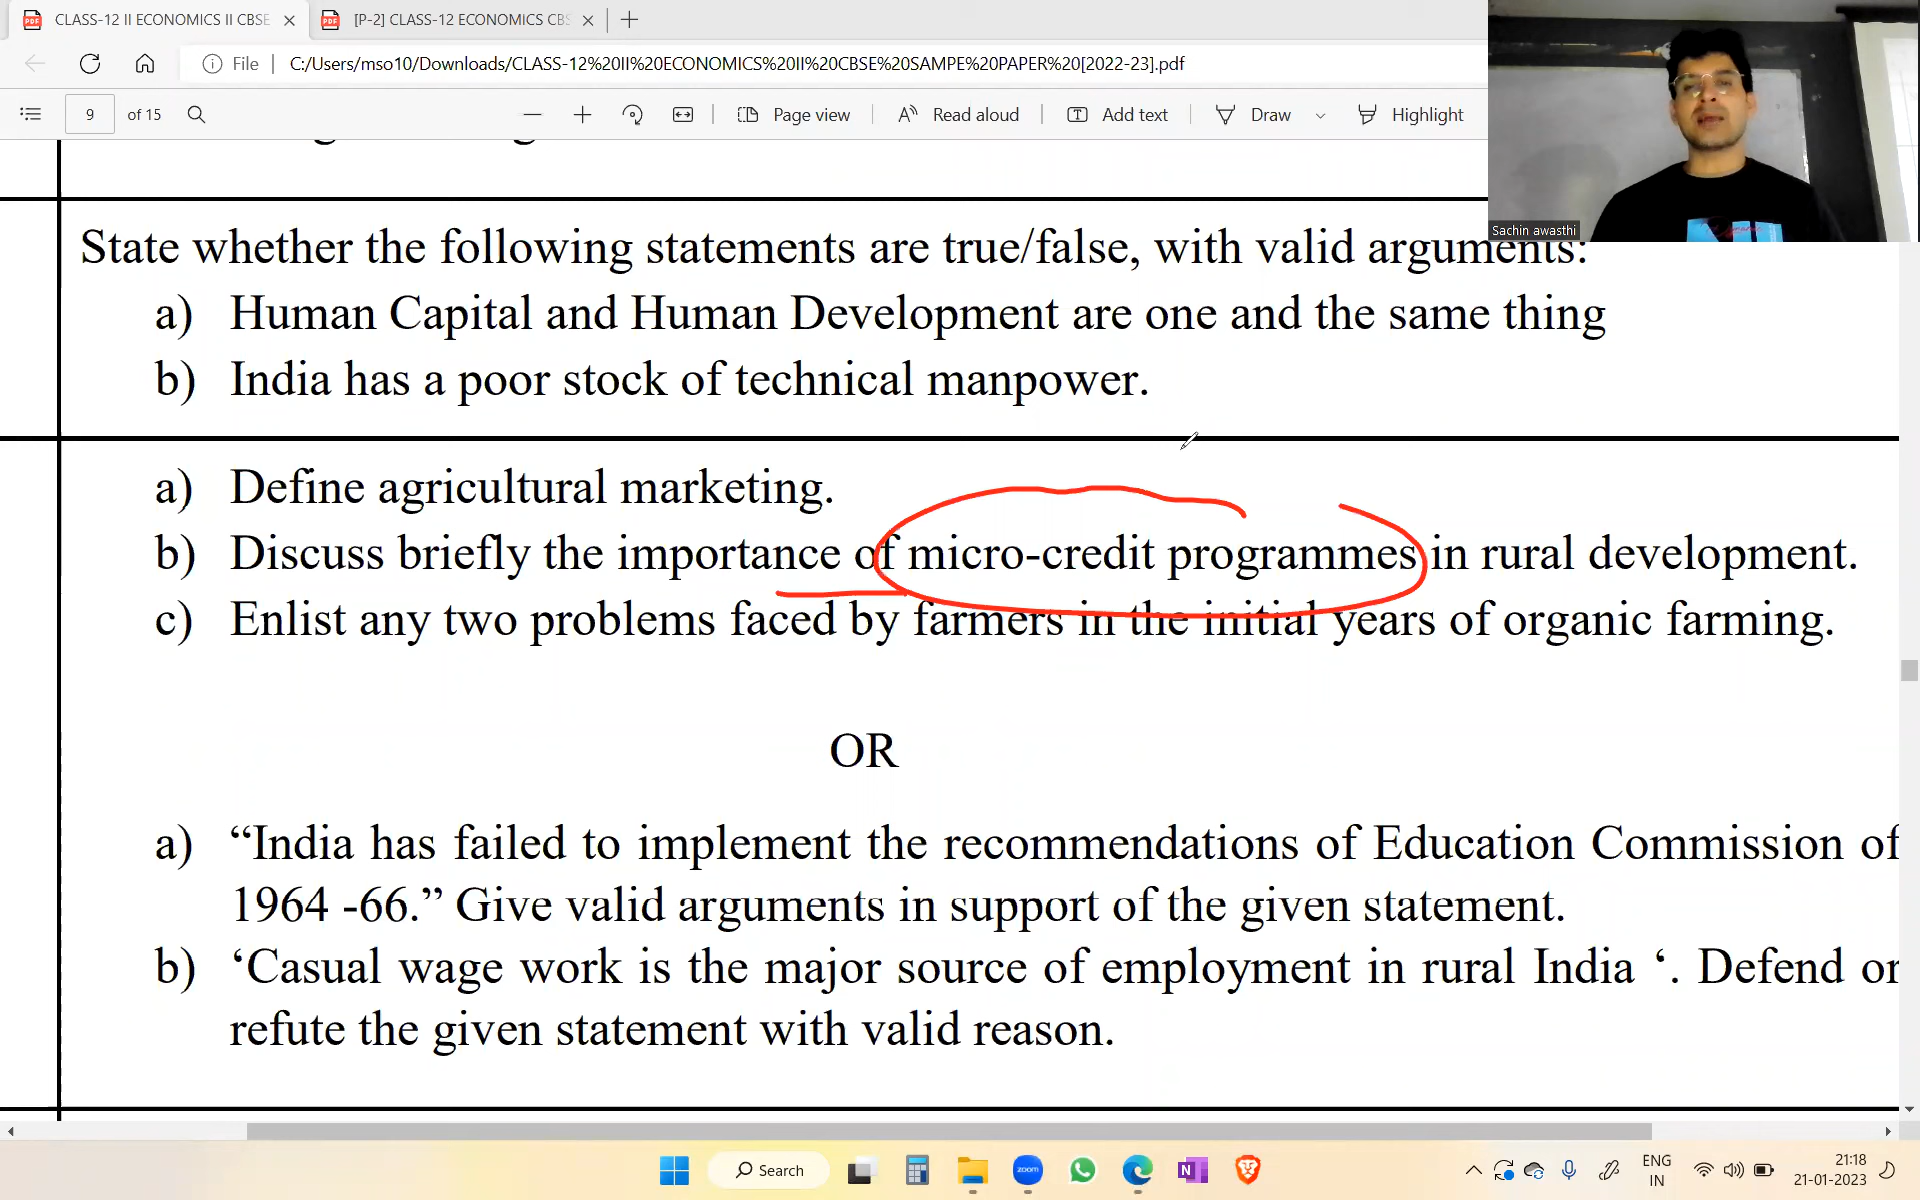 CLASS-12 II ECONOMICS II CBSE
[P-2] CLASS-12 ECONOMICS CBS
File
C:/Users/mso10/Downloads/CLASS-12%20II%20ECONOMICS%20II%20CBSE%20SAMPE%20PAPER%20[2022-23].pdf
9 of 15
Page view
Read aloud
Add text
Draw
Highlight
Sachin awasthi
State whether the following statements are true/false, with valid arguments:
a) Human Capital and Human Development are one and the same thing
b) India has a poor stock of technical manpower.
a) Define agricultural marketing.
b) Discuss briefly the importance of micro-credit programmes in rural development.
c) Enlist any two problems faced by farmers in the initial years of organic farming.
OR
a) “India has failed to implement the recommendations of Education Commission of
1964 -66.” Give valid arguments in support of the given statement.
b) ‘Casual wage work is the major source of employment in rural India ‘. Defend or
refute the given statement with valid reason.
Search
zoom
N
ENG
IN
21:18
21-01-2023